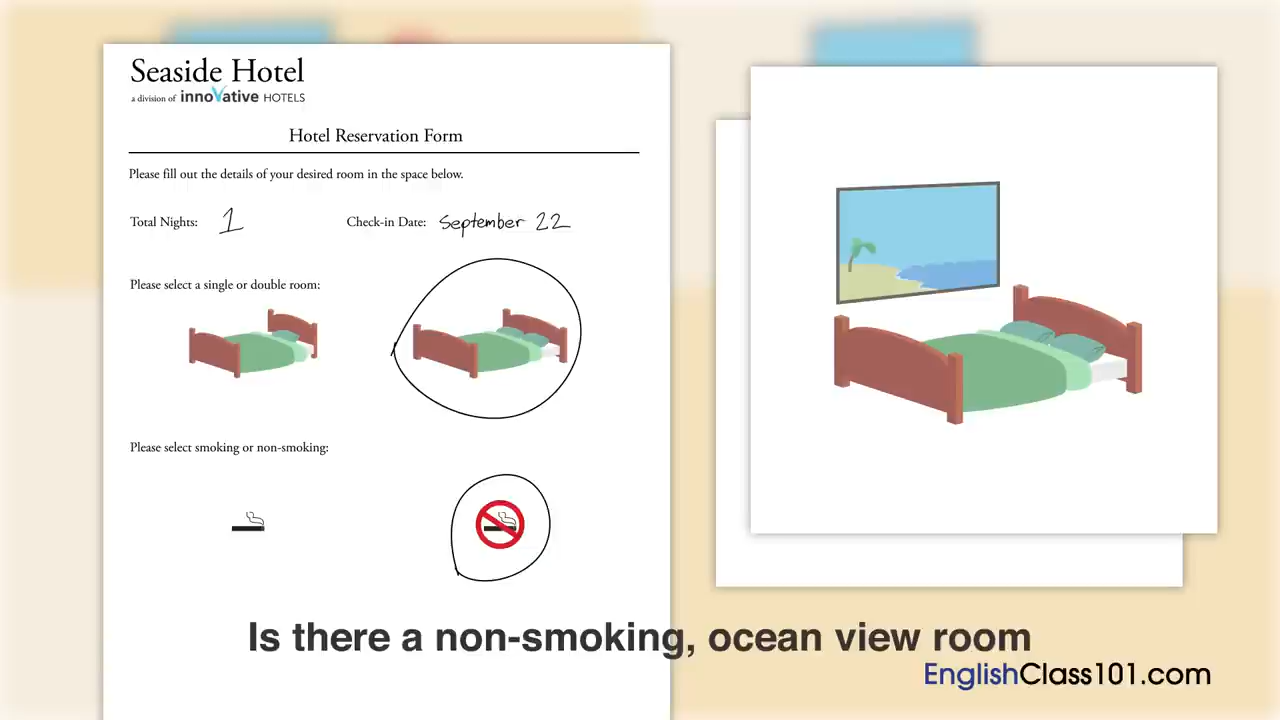 Seaside Hotel
a division of innoVative HOTELS
Hotel Reservation Form
Please fill out the details of your desired room in the space below.
Total Nights: 1 Check-in Date: September 22
Please select a single or double room:
Please select smoking or non-smoking:
Is there a non-smoking, ocean view room
EnglishClass101.com